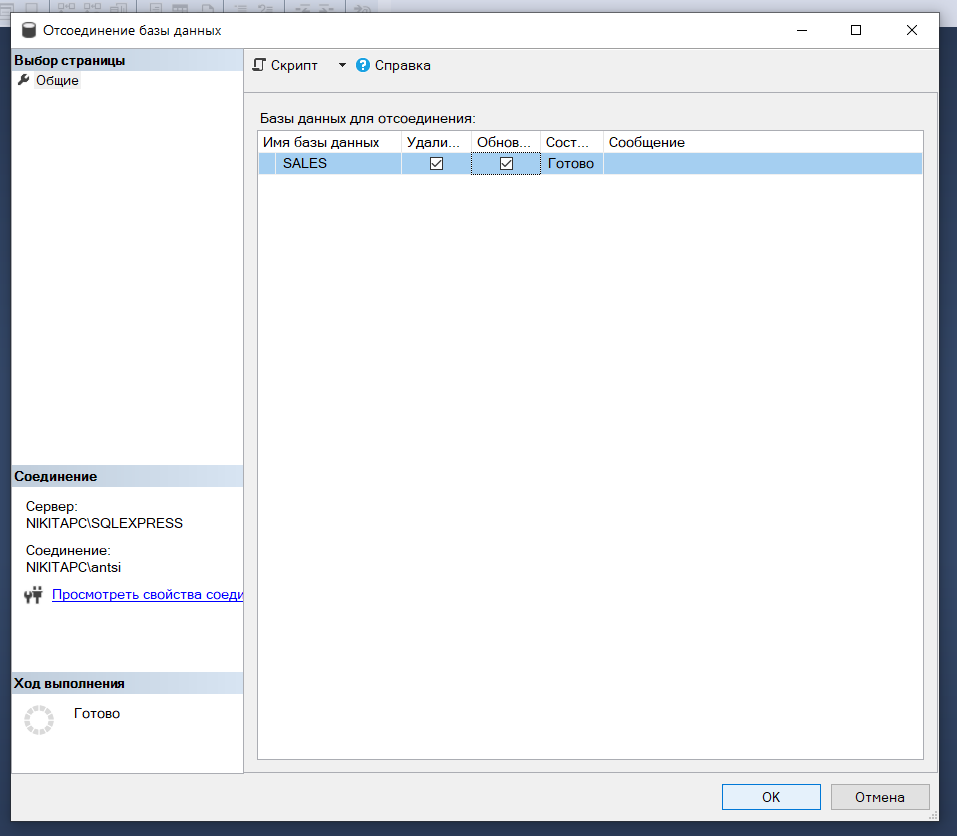 Отсоединение базы данных
Выбор страницы
Общие
Скрипт
Справка
Базы данных для отсоединения:
Имя базы данных Удали... Обнов... Сост... Сообщение
SALES Готово
Соединение
Сервер:
NIKITAPC\SQLEXPRESS
Соединение:
NIKITAPC\antsi
Просмотреть свойства соеди
Ход выполнения
Готово
OK
Отмена